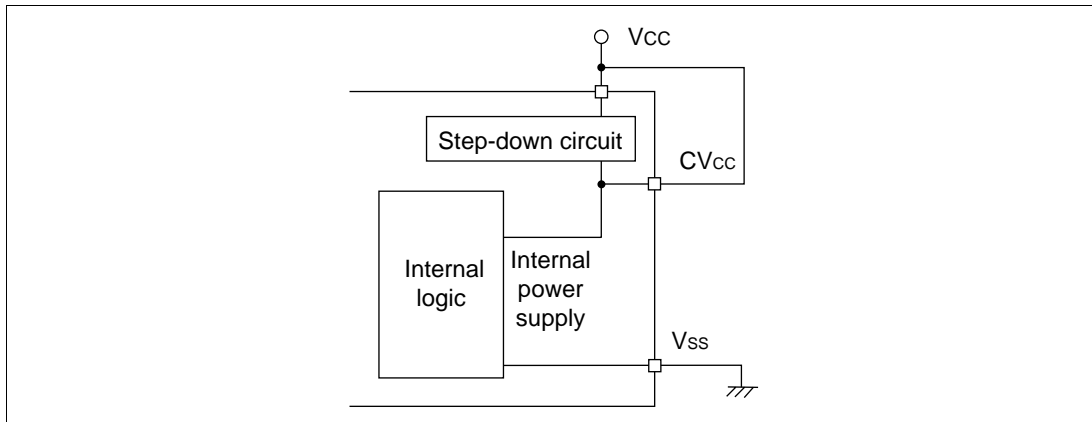 Vcc
Step-down circuit
CVcc
Internal
logic
Internal
power
supply
Vss